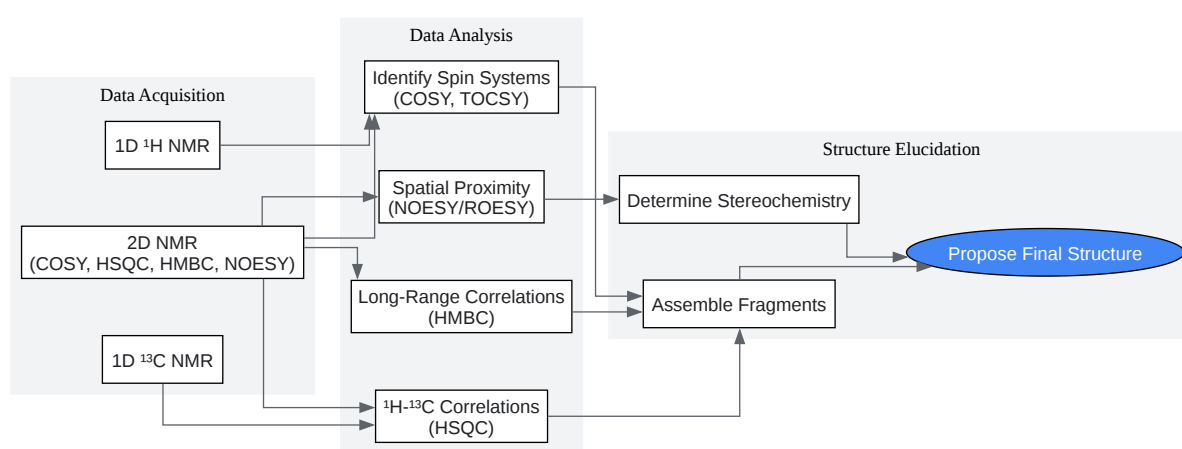 Data Acquisition
1D ¹H NMR
2D NMR
(COSY, HSQC, HMBC, NOESY)
1D ¹³C NMR
Data Analysis
Identify Spin Systems
(COSY, TOCSY)
Spatial Proximity
(NOESY/ROESY)
Long-Range Correlations
(HMBC)
¹H-¹³C Correlations
(HSQC)
Structure Elucidation
Determine Stereochemistry
Assemble Fragments
Propose Final Structure